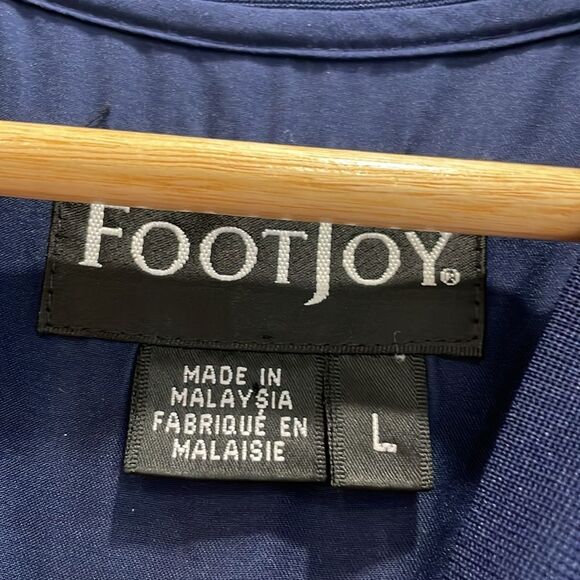 FOOTJOY®
MADE IN
MALAYSIA
FABRIQUÉ EN
MALAISIE
L